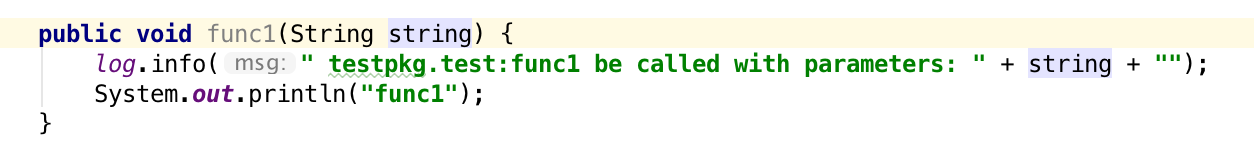 public void func1(String string) {
log.info( msg: " testpkg.test:func1 be called with parameters: " + string + "");
System.out.println("func1");
}